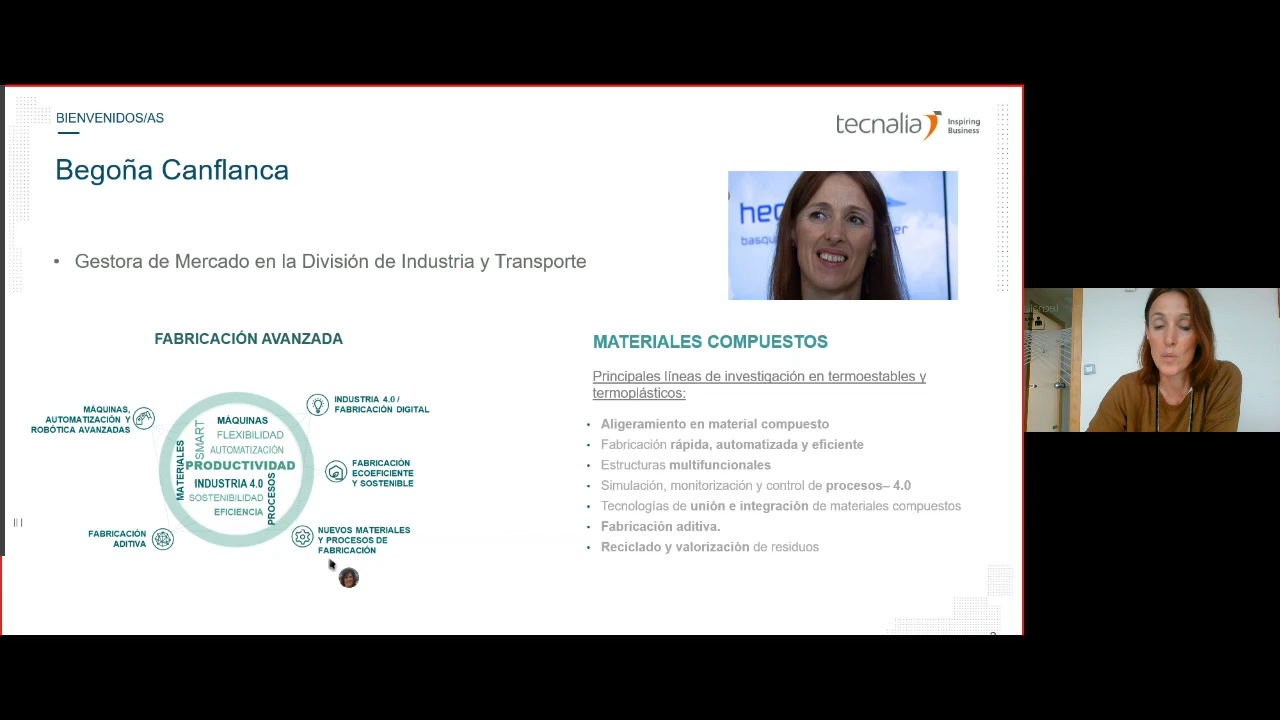 BIENVENIDOS/AS
tecnalia Inspiring
Business
Begoña Canflanca
• Gestora de Mercado en la División de Industria y Transporte
FABRICACIÓN AVANZADA
MÁQUINAS,
AUTOMATIZACIÓN Y
ROBÓTICA AVANZADAS
INDUSTRIA 4.0 /
FABRICACIÓN DIGITAL
MÁQUINAS
FLEXIBILIDAD
SMART
AUTOMATIZACIÓN
MATERIALES
PRODUCTIVIDAD
INDUSTRIA 4.0
PROCESOS
SOSTENIBILIDAD
EFICIENCIA
FABRICACIÓN
ECOEFICIENTE
Y SOSTENIBLE
FABRICACIÓN
ADITIVA
NUEVOS MATERIALES
Y PROCESOS DE
FABRICACIÓN
MATERIALES COMPUESTOS
Principales líneas de investigación en termoestables y
termoplásticos:
• Aligeramiento en material compuesto
• Fabricación rápida, automatizada y eficiente
• Estructuras multifuncionales
• Simulación, monitorización y control de procesos– 4.0
• Tecnologías de unión e integración de materiales compuestos
• Fabricación aditiva.
• Reciclado y valorización de residuos